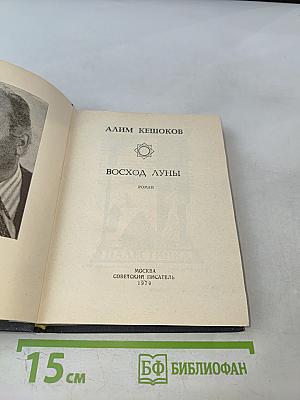 АЛИМ КЕШОКОВ
ВОСХОД ЛУНЫ
РОМАН
МОСКВА
СОВЕТСКИЙ ПИСАТЕЛЬ
1979
15 см
БФ БИБЛИОФАН